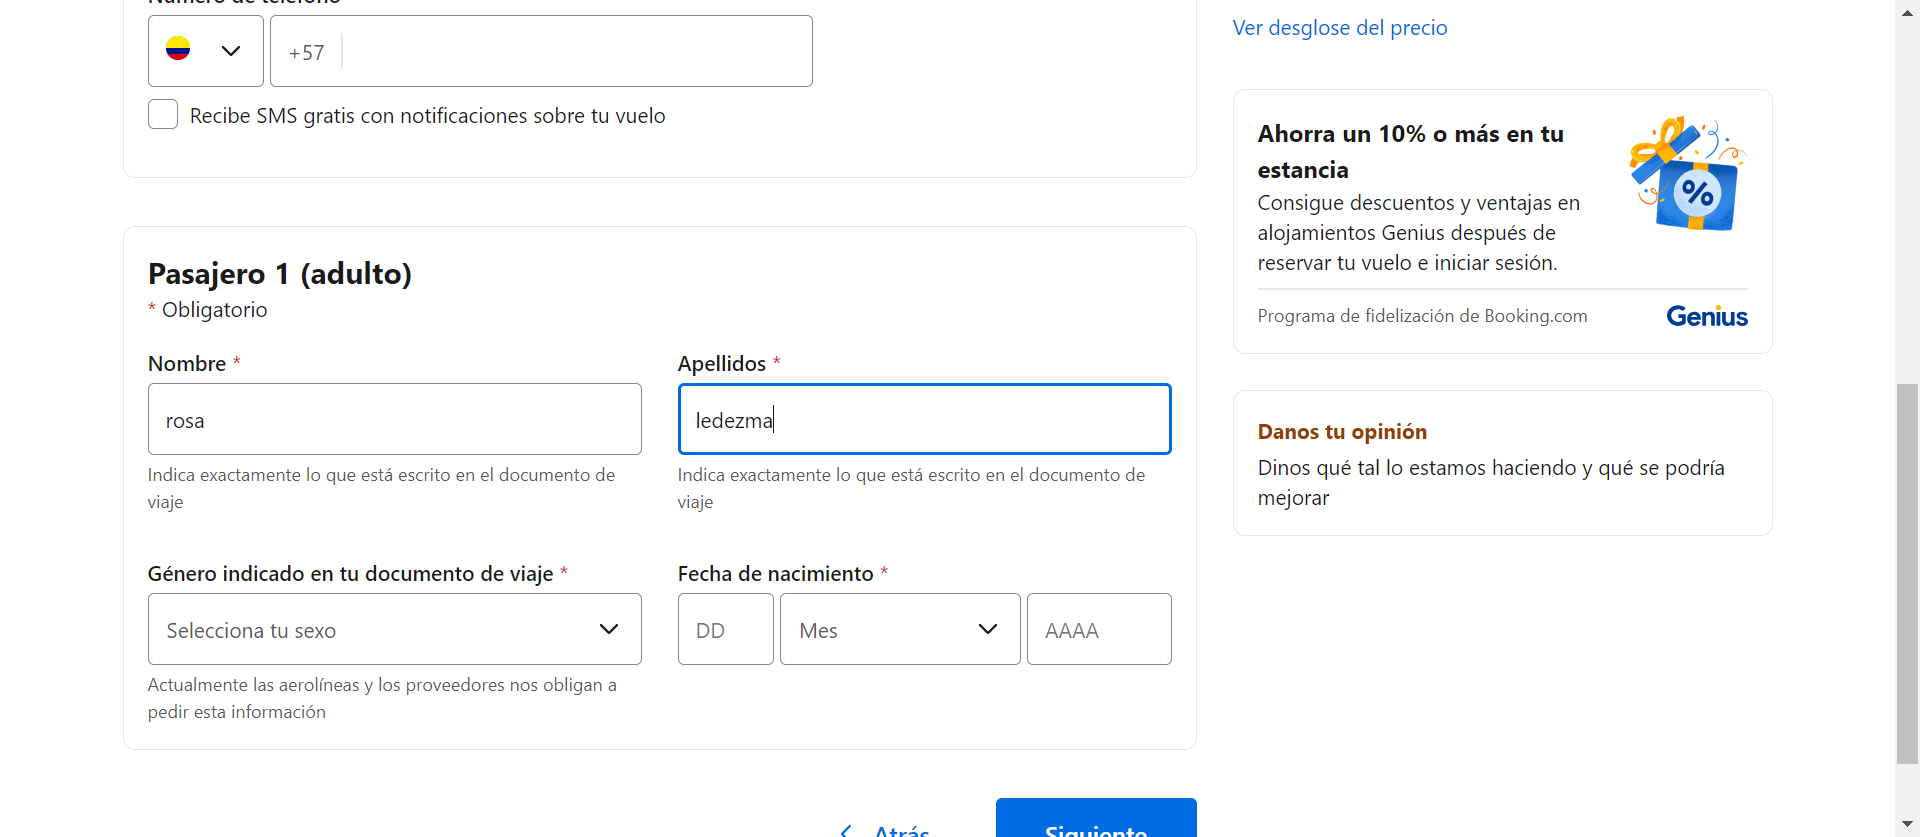 Número de teléfono
+57
Recibe SMS gratis con notificaciones sobre tu vuelo
Pasajero 1 (adulto)
* Obligatorio
Nombre *
rosa
Indica exactamente lo que está escrito en el documento de
viaje
Apellidos *
ledezma
Indica exactamente lo que está escrito en el documento de
viaje
Género indicado en tu documento de viaje *
Selecciona tu sexo
Actualmente las aerolíneas y los proveedores nos obligan a
pedir esta información
Fecha de nacimiento *
DD
Mes
AAAA
Atrás
Siguiente
Ver desglose del precio
Ahorra un 10% o más en tu
estancia
Consigue descuentos y ventajas en
alojamientos Genius después de
reservar tu vuelo e iniciar sesión.
%
Programa de fidelización de Booking.com
Genius
Danos tu opinión
Dinos qué tal lo estamos haciendo y qué se podría
mejorar